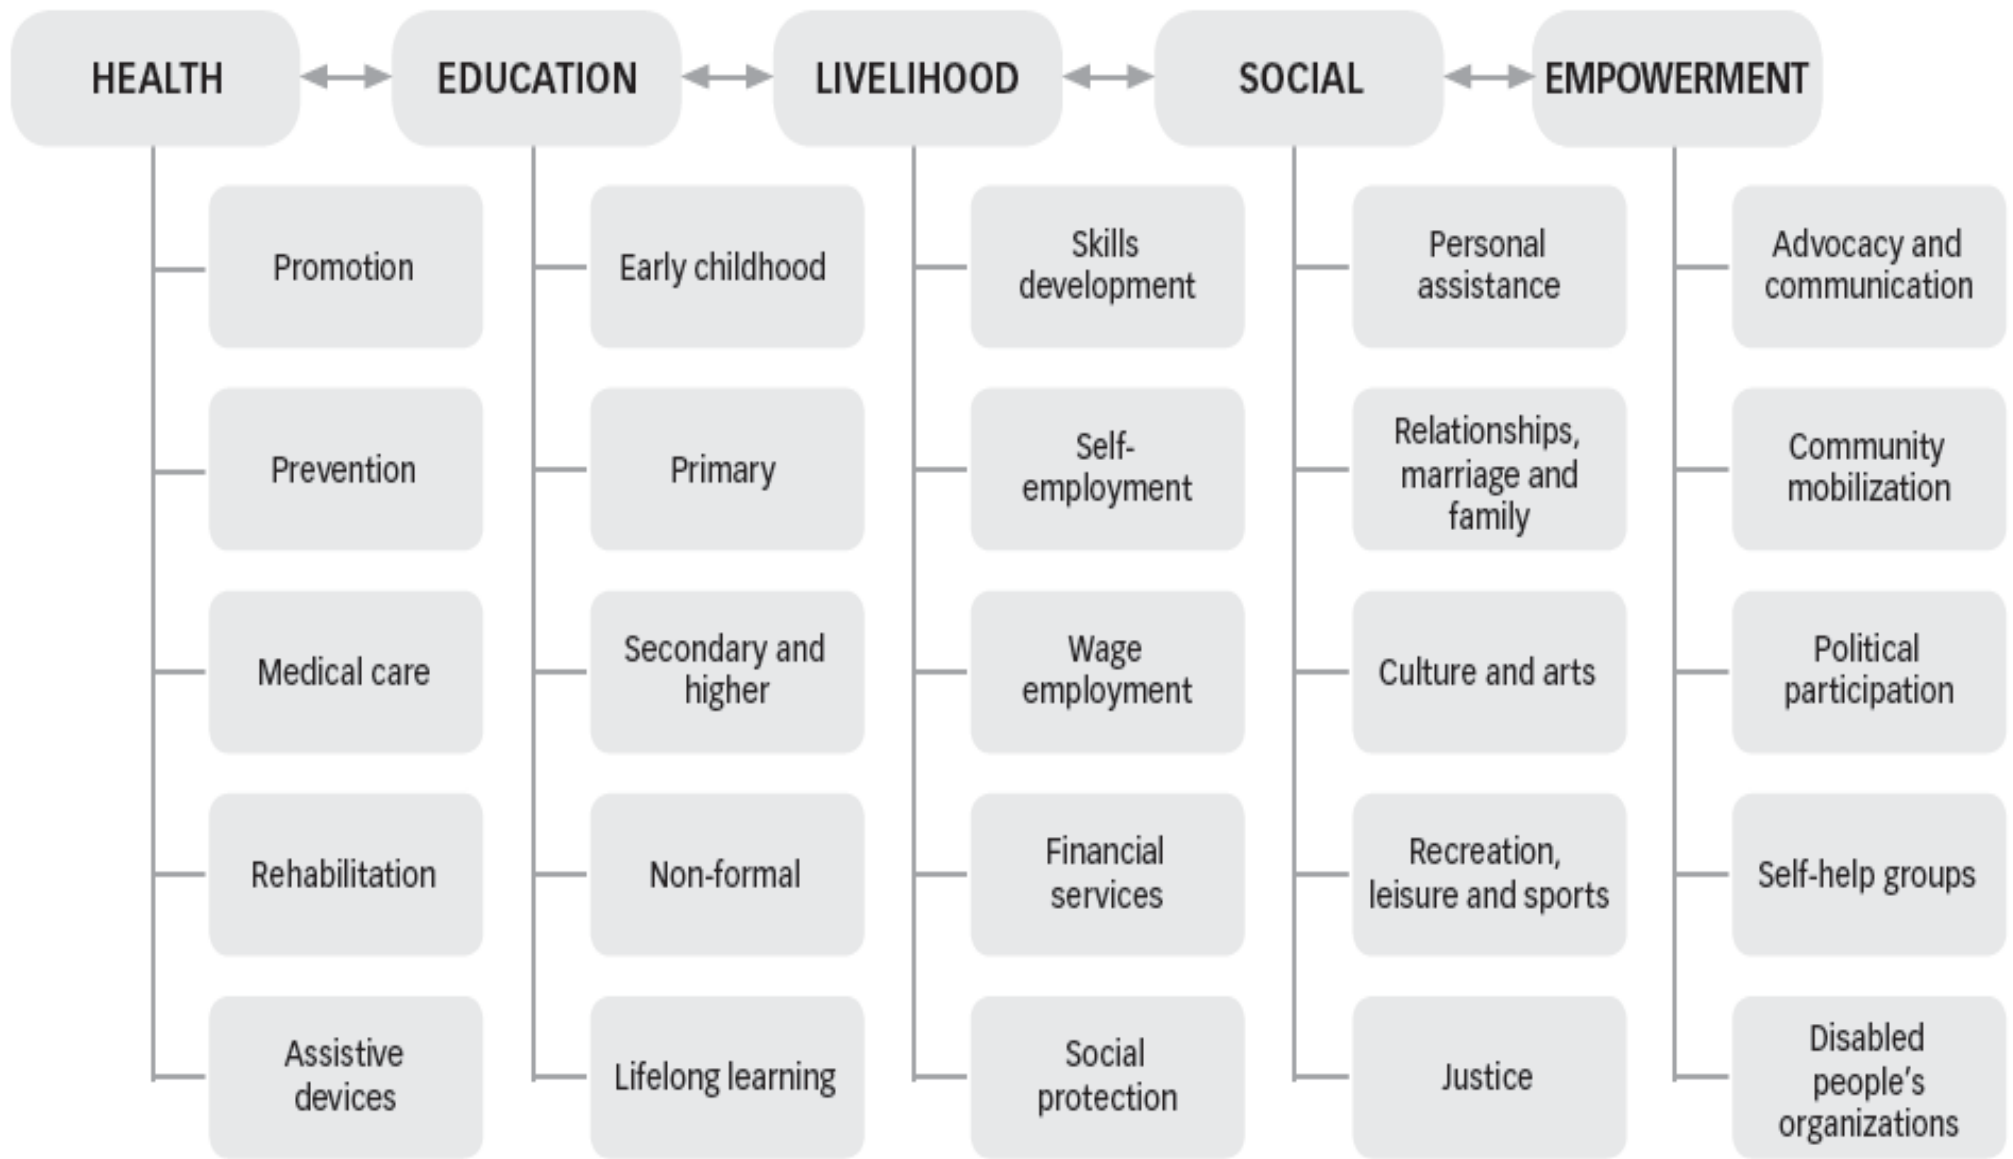 HEALTH
EDUCATION
LIVELIHOOD
SOCIAL
EMPOWERMENT
Promotion
Prevention
Medical care
Rehabilitation
Assistive
devices
Early childhood
Primary
Secondary and
higher
Non-formal
Lifelong learning
Skills
development
Self-
employment
Wage
employment
Financial
services
Social
protection
Personal
assistance
Relationships,
marriage and
family
Culture and arts
Recreation,
leisure and sports
Justice
Advocacy and
communication
Community
mobilization
Political
participation
Self-help groups
Disabled
people’s
organizations